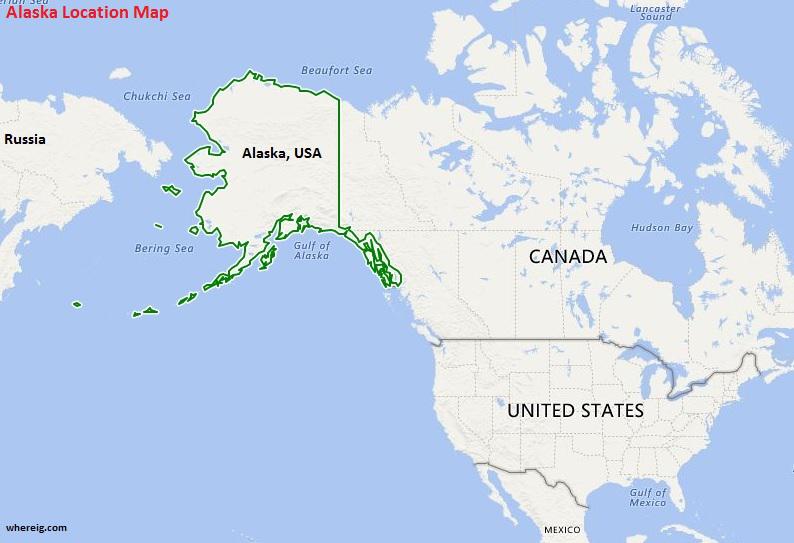 Alaska Location Map
Lancaster
Sound
Beaufort Sea
Chukchi Sea
Russia
Alaska, USA
Hudson Bay
Bering Sea
Gulf of
Alaska
CANADA
UNITED STATES
Gulf of
Mexico
whereig.com
MEXICO